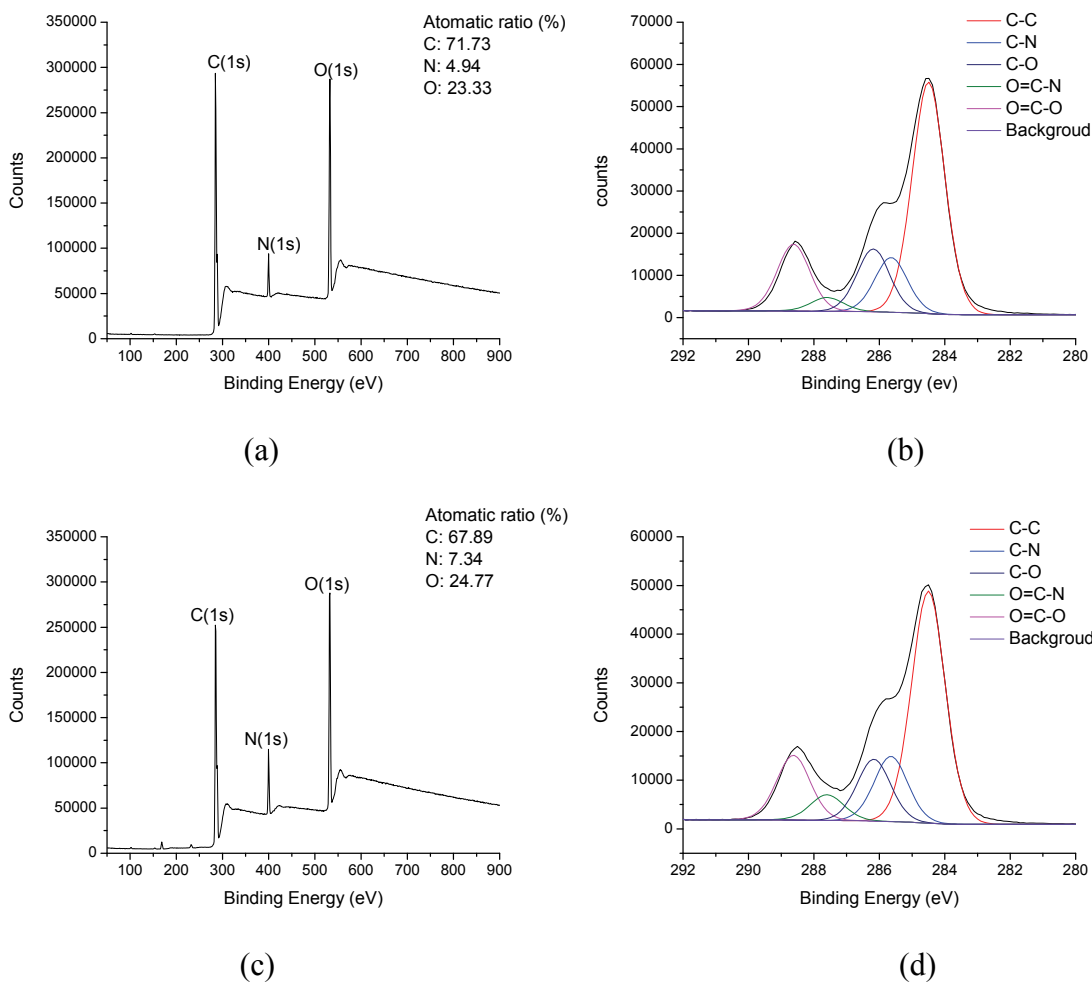 Atomatic ratio (%)
C: 71.73
N: 4.94
O: 23.33
C(1s)
O(1s)
N(1s)
350000
300000
250000
200000
150000
100000
50000
0
Counts
100 200 300 400 500 600 700 800 900
Binding Energy (eV)
(a)
C-C
C-N
C-O
O=C-N
O=C-O
Backgroud
70000
60000
50000
40000
30000
20000
10000
0
counts
292 290 288 286 284 282 280
Binding Energy (ev)
(b)
Atomatic ratio (%)
C: 67.89
N: 7.34
O: 24.77
O(1s)
C(1s)
N(1s)
350000
300000
250000
200000
150000
100000
50000
0
Counts
100 200 300 400 500 600 700 800 900
Binding Energy (eV)
(c)
C-C
C-N
C-O
O=C-N
O=C-O
Backgroud
60000
50000
40000
30000
20000
10000
0
Counts
292 290 288 286 284 282 280
Binding Energy (eV)
(d)